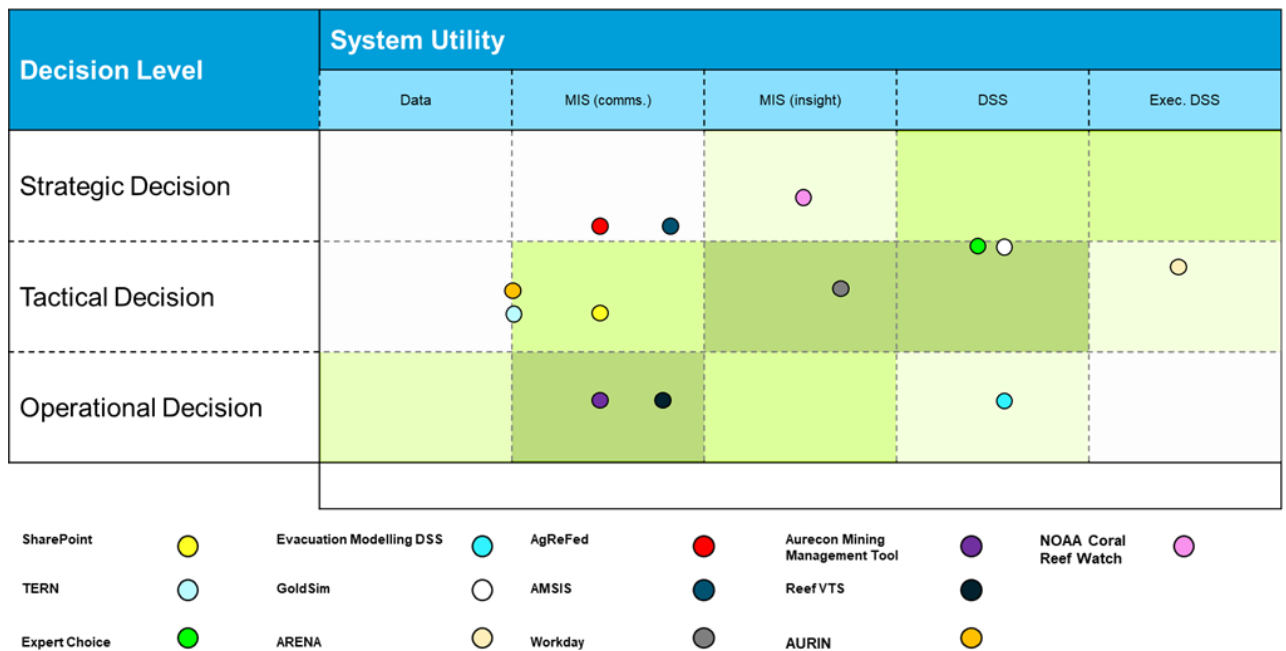 System Utility
Decision Level
Data
MIS (comms.)
MIS (insight)
DSS
Exec. DSS
Strategic Decision
Tactical Decision
Operational Decision
SharePoint
Evacuation Modelling DSS
AgReFed
Aurecon Mining
Management Tool
NOAA Coral
Reef Watch
TERN
GoldSim
AMSIS
Reef VTS
Expert Choice
ARENA
Workday
AURIN